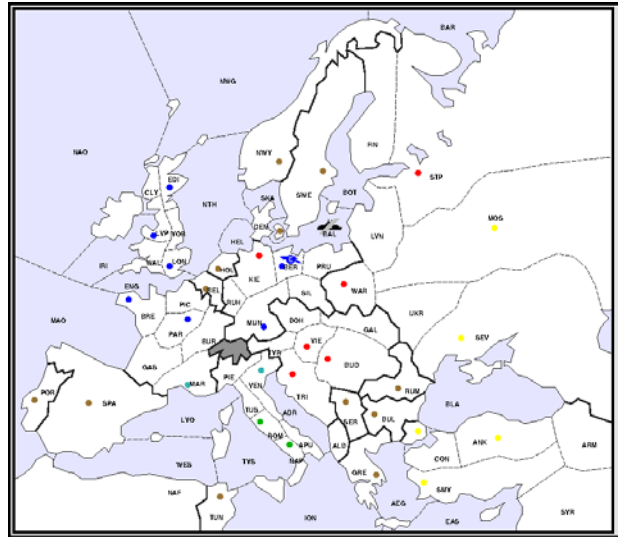 BAR
NWG
NAO
FIN
NWY
SWE
STP
EDI
CLY
NTH
SKA
BOT
MOS
DEN
BAL
LVN
LVP
YOR
HEL
IRI
WAL
LON
HOL
KIE
BER
PRU
ENG
BEL
RUH
SIL
WAR
PIC
BRE
UKR
MAO
PAR
MUN
BOH
GAL
SEV
BUR
VIE
BUD
TYR
GAS
PIE
VEN
TRI
RUM
MAR
POR
SPA
TUS
ADR
SER
BUL
BLA
LYO
ROM
APU
ALB
ANK
CON
ARM
WES
TYS
NAP
GRE
SMY
NAF
TUN
ION
AEG
EAS
SYR